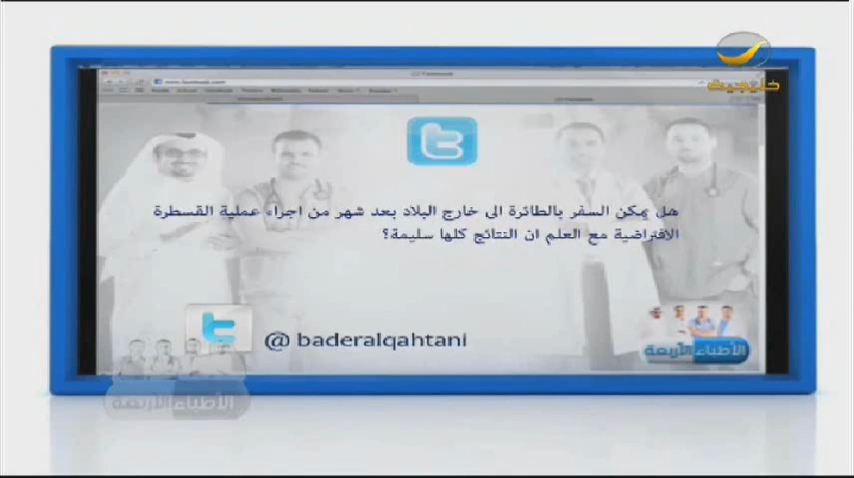 خليجية
هل يمكن السفر بالطائرة الى خارج البلاد بعد شهر من اجراء عملية القسطرة
الافتراضية مع العلم ان النتائج كلها سليمة؟
@ baderalqahtani
الأطباء الأربعة
الأطباء الأربعة